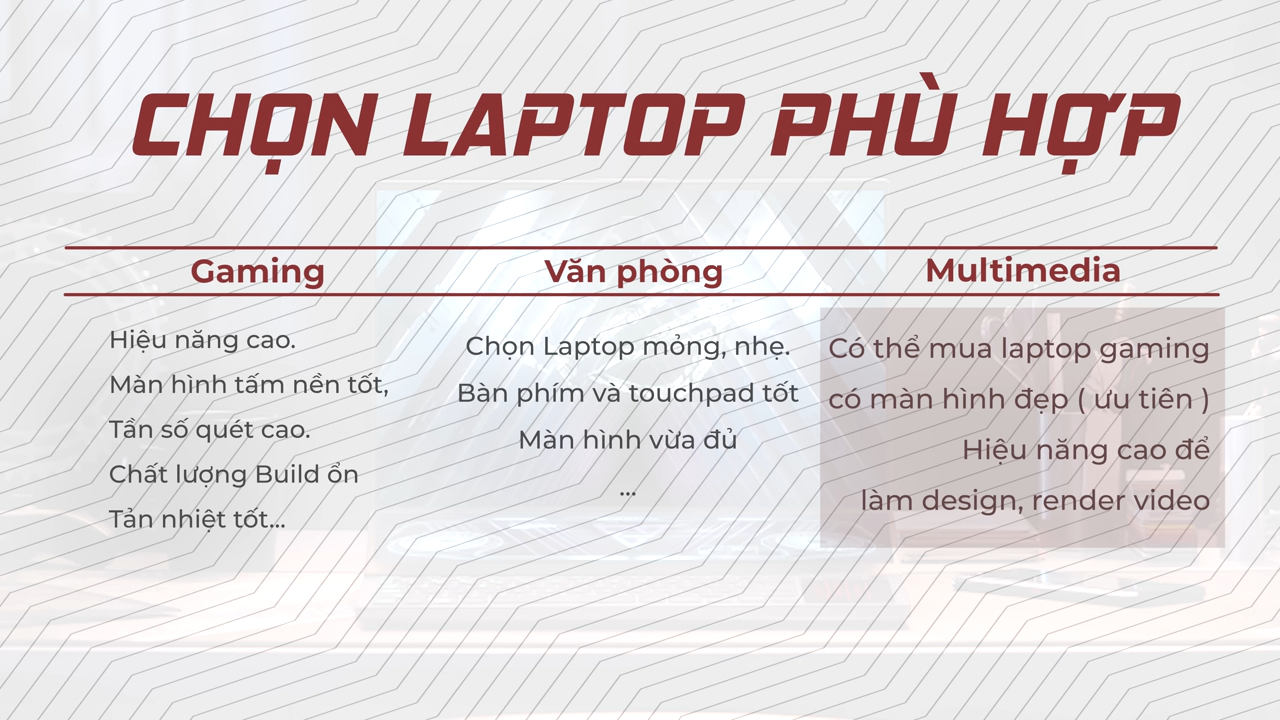 CHỌN LAPTOP PHÙ HỢP
Gaming
Hiệu năng cao.
Màn hình tấm nền tốt,
Tần số quét cao.
Chất lượng Build ổn
Tản nhiệt tốt...
Văn phòng
Chọn Laptop mỏng, nhẹ.
Bàn phím và touchpad tốt
Màn hình vừa đủ
...
Multimedia
Có thể mua laptop gaming
có màn hình đẹp ( ưu tiên )
Hiệu năng cao để
làm design, render video